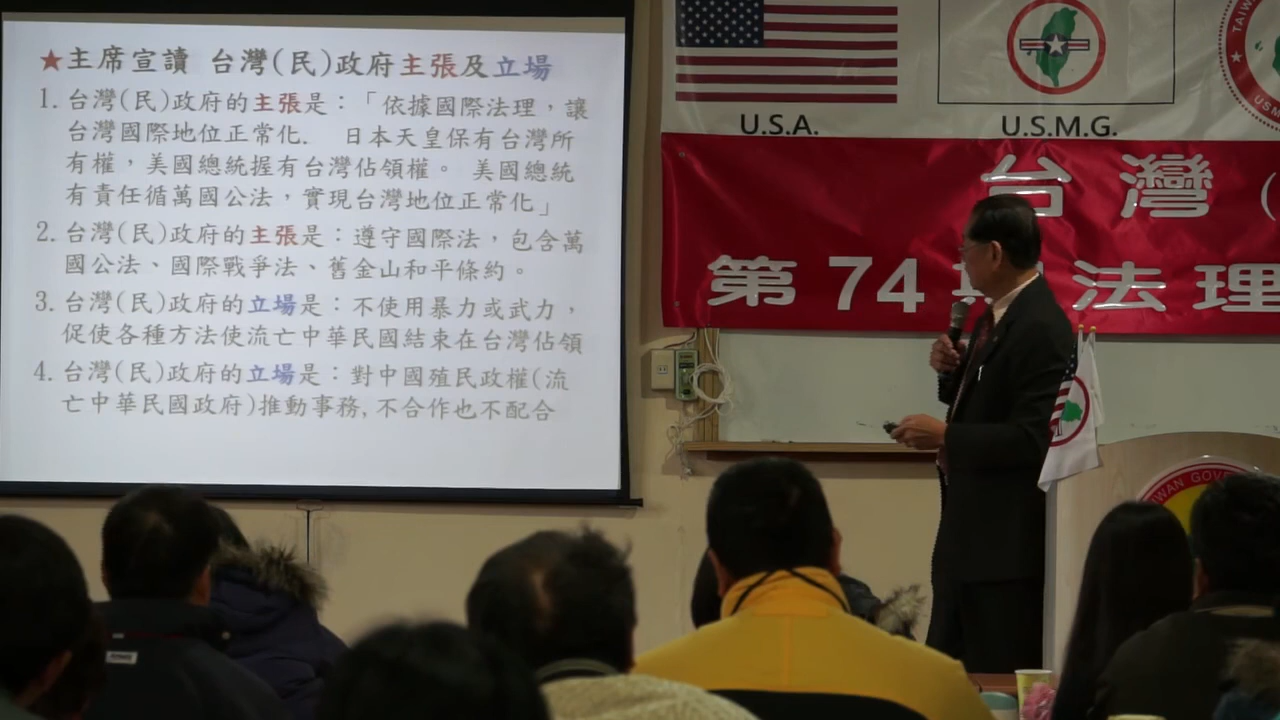 ★主席宣讀 台灣(民)政府主張及立場
1. 台灣(民)政府的主張是：「依據國際法理，讓
台灣國際地位正常化. 日本天皇保有台灣所
有權，美國總統握有台灣佔領權。 美國總統
有責任循萬國公法，實現台灣地位正常化」
2. 台灣(民)政府的主張是：遵守國際法，包含萬
國公法、國際戰爭法、舊金山和平條約。
3. 台灣(民)政府的立場是：不使用暴力或武力，
促使各種方法使流亡中華民國結束在台灣佔領
4. 台灣(民)政府的立場是：對中國殖民政權(流
亡中華民國政府)推動事務,不合作也不配合
U.S.A.
U.S.M.G.
台灣(
第74 法理
TAIWAN GOVE